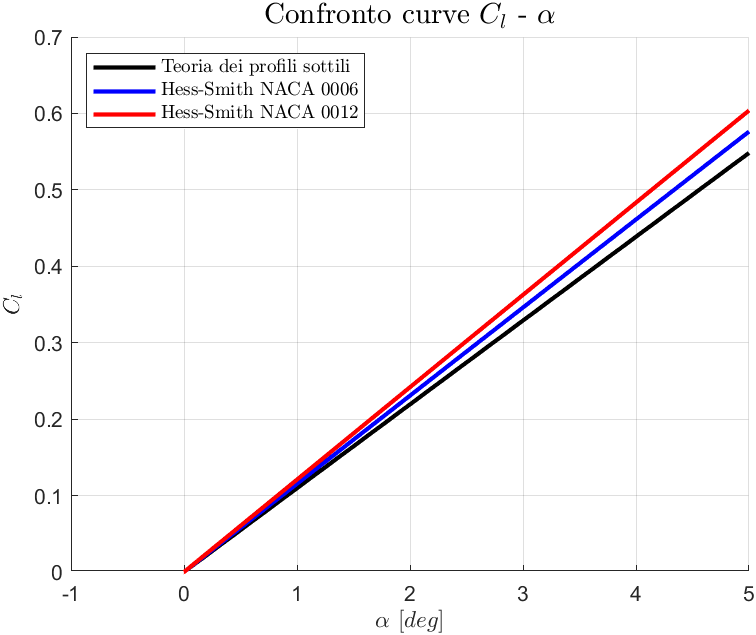 Confronto curve $C_l$ - $\alpha$
0.7
Teoria dei profili sottili
Hess-Smith NACA 0006
Hess-Smith NACA 0012
0.6
0.5
0.4
$C_l$
0.3
0.2
0.1
0
-1 0 1 2 3 4 5
$\alpha$ [$deg$]